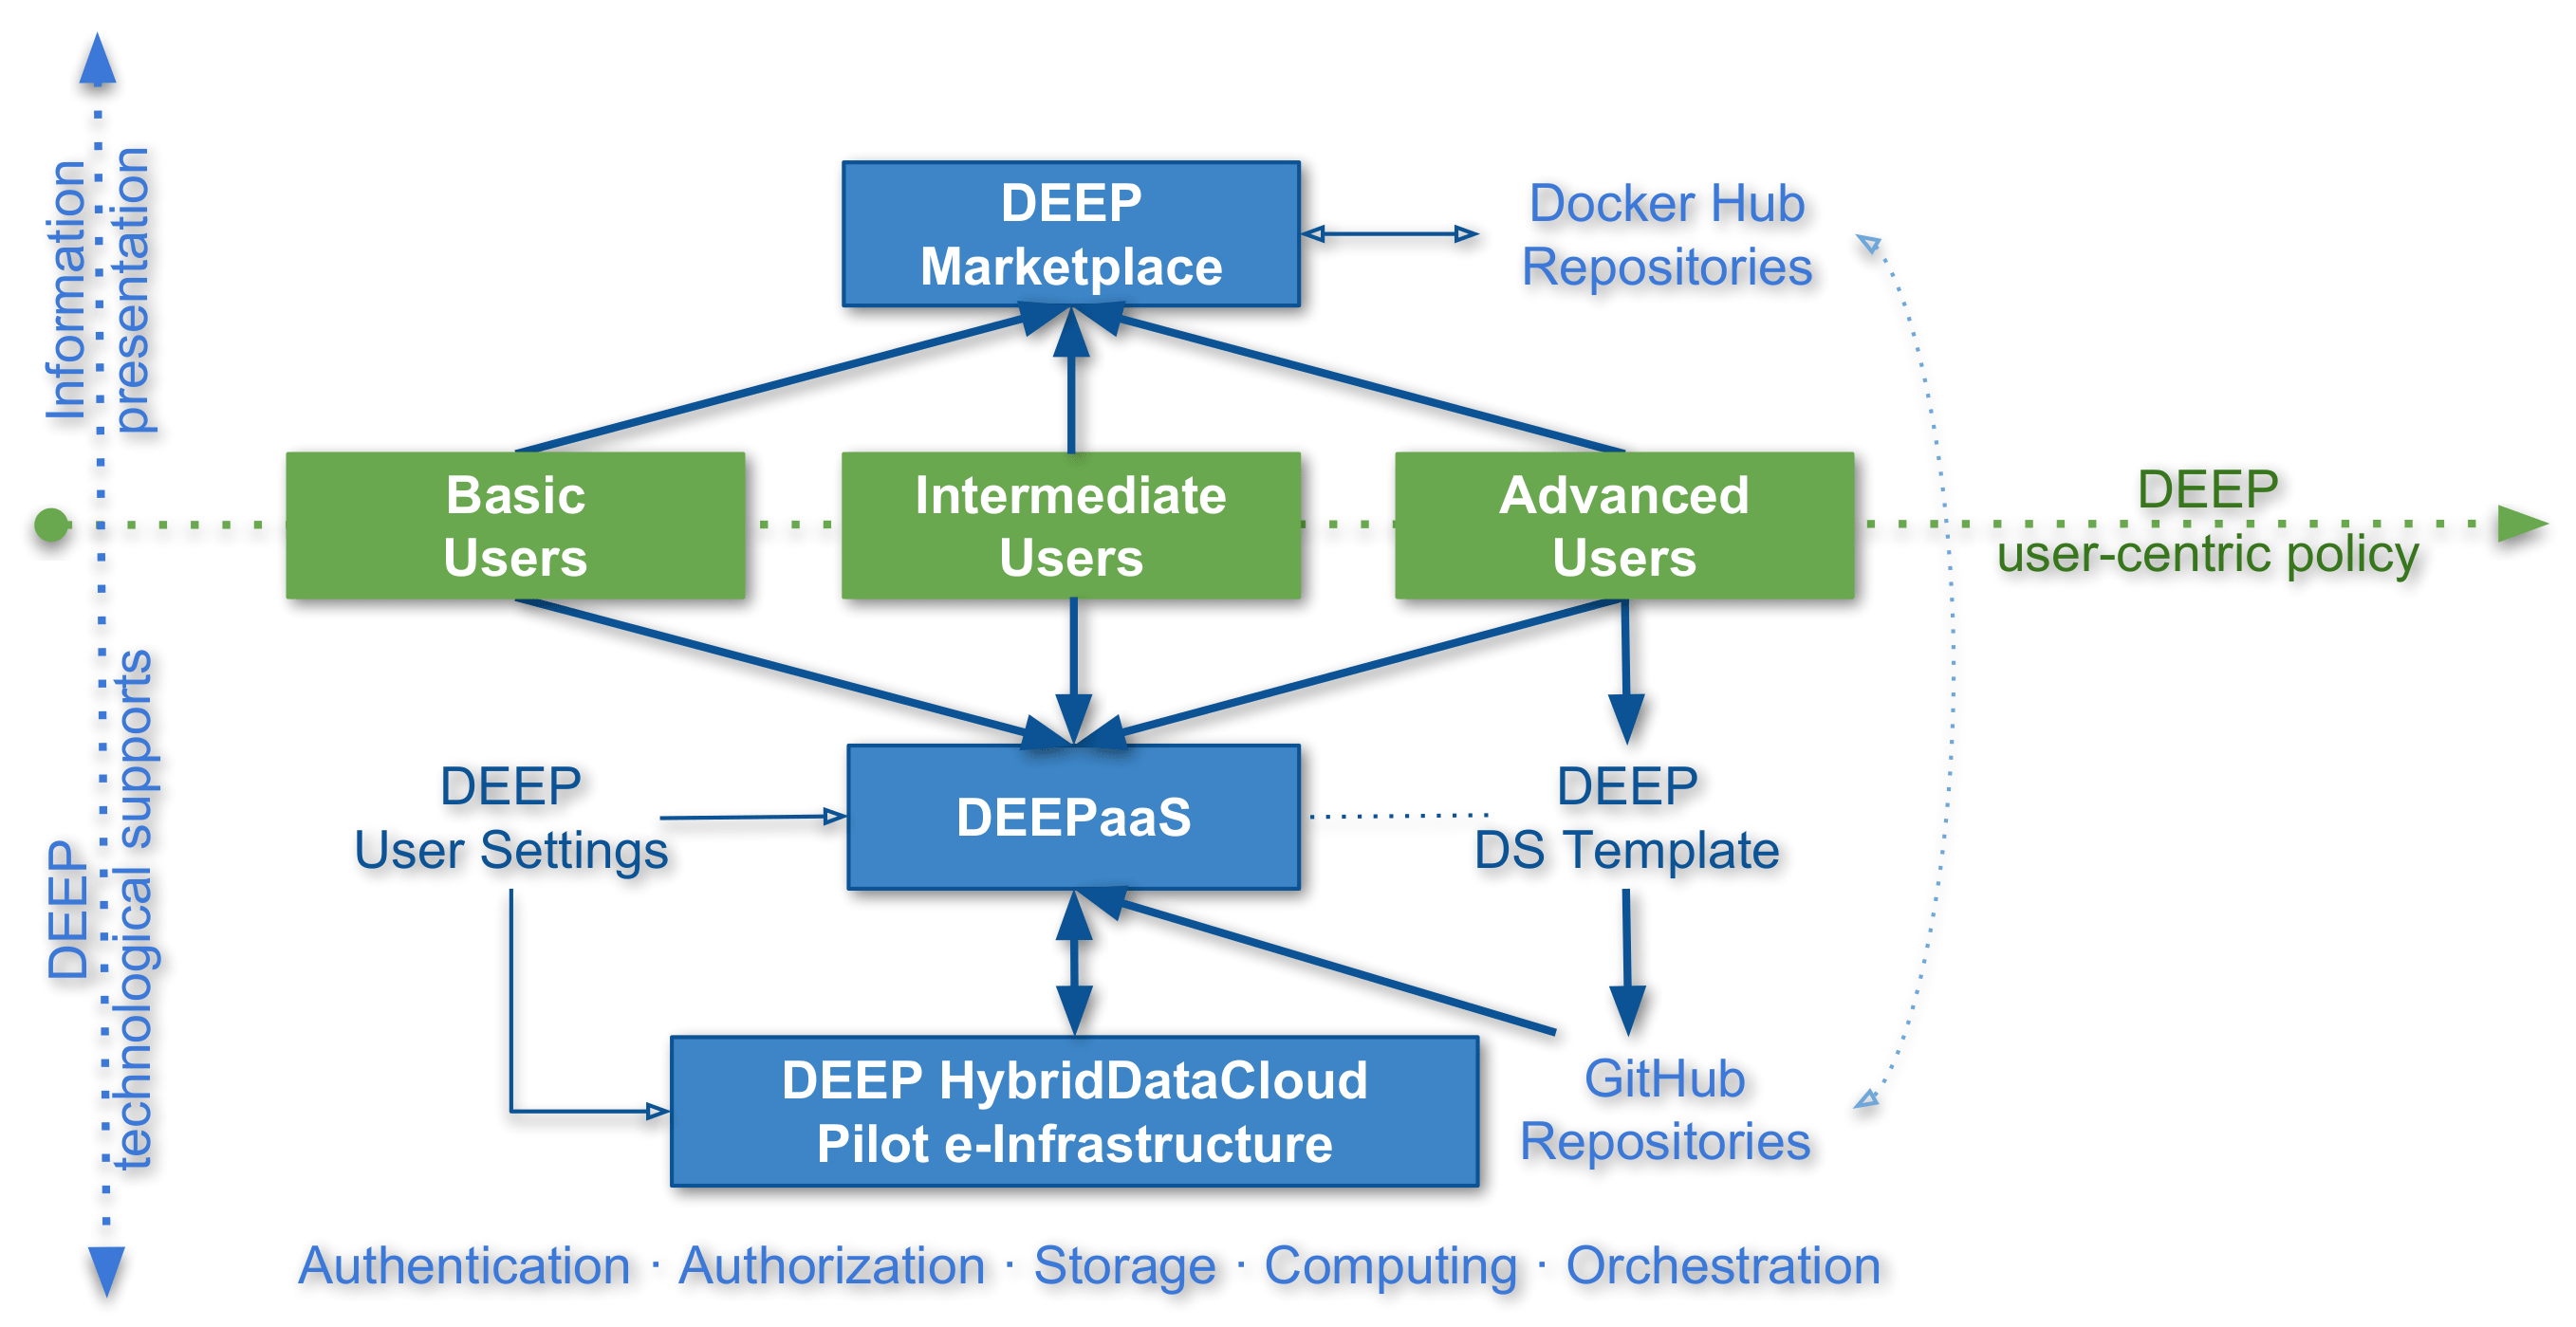 Information
presentation
DEEP
Marketplace
Docker Hub
Repositories
Basic
Users
Intermediate
Users
Advanced
Users
DEEP
user-centric policy
DEEP
technological supports
DEEP
User Settings
DEEPaaS
DEEP
DS Template
DEEP HybridDataCloud
Pilot e-Infrastructure
GitHub
Repositories
Authentication · Authorization · Storage · Computing · Orchestration